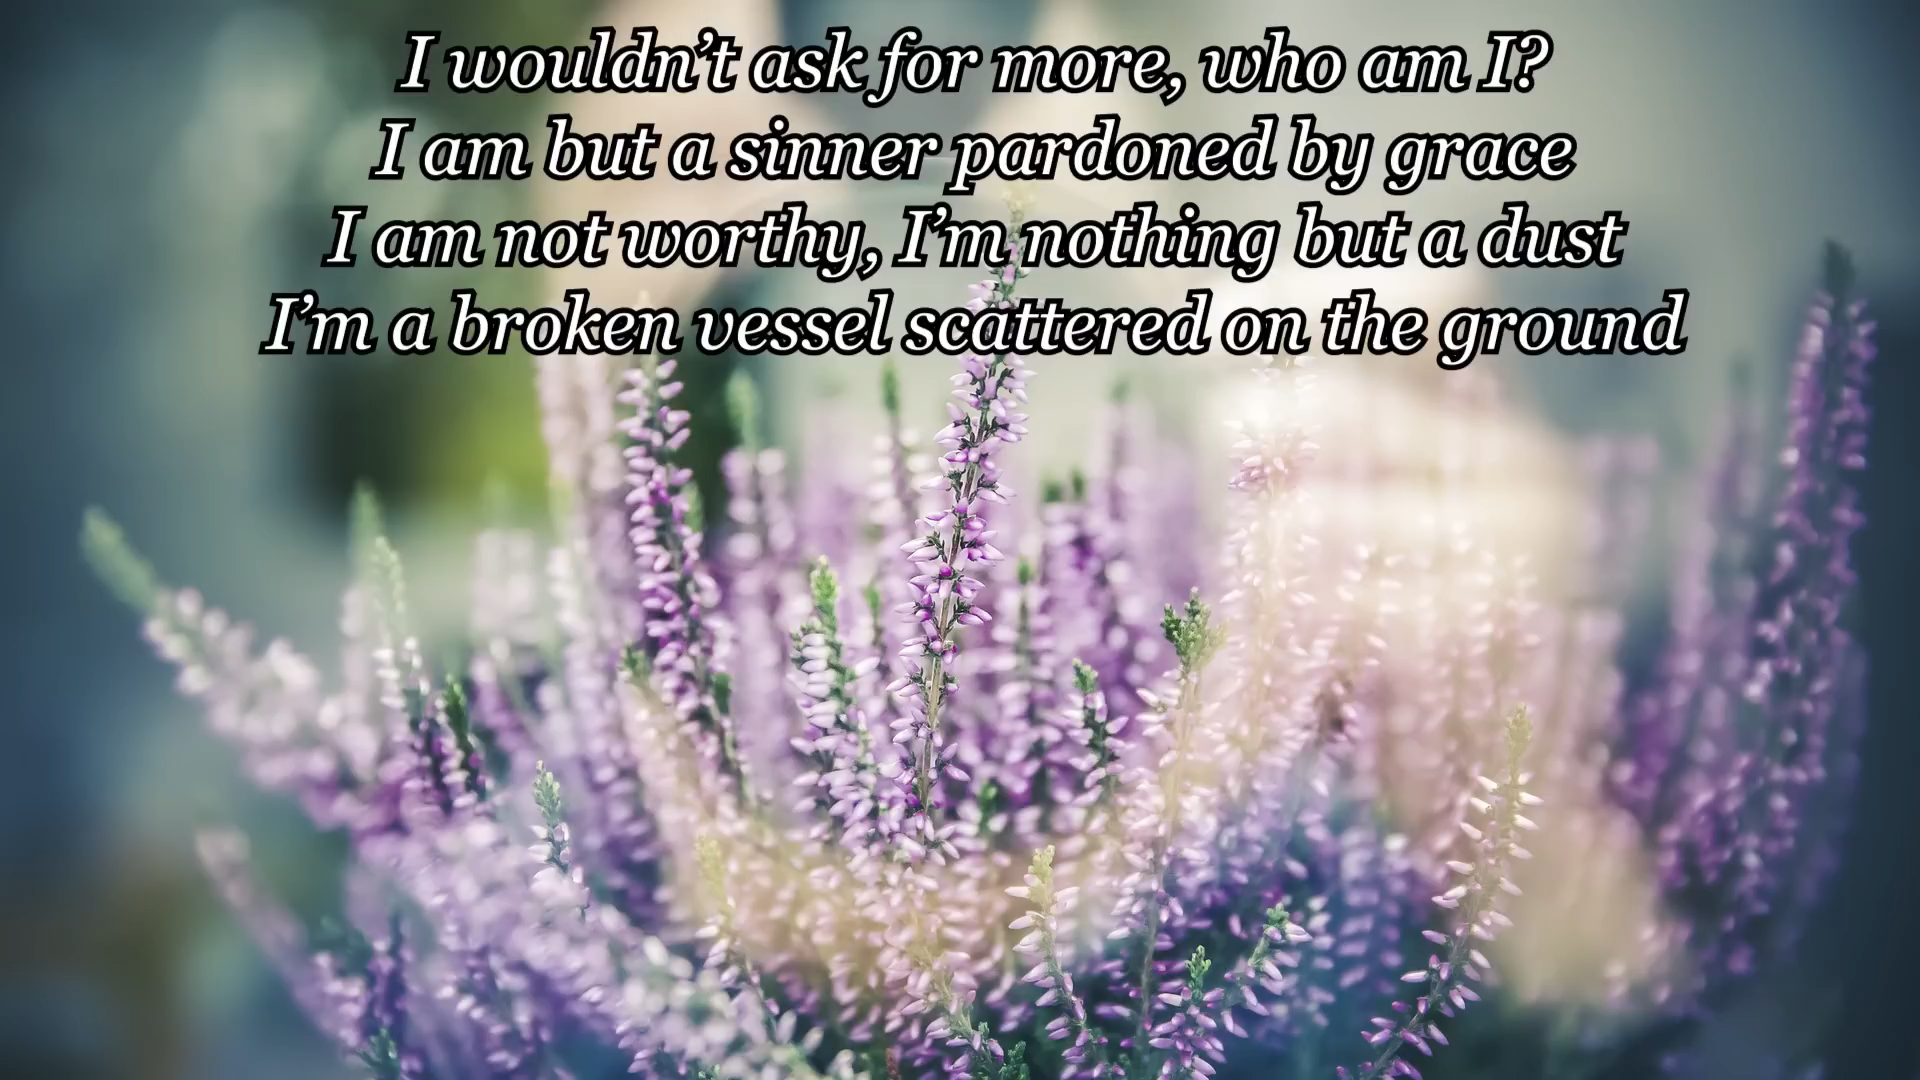 I wouldn’t ask for more, who am I?
I am but a sinner pardoned by grace
I am not worthy, I’m nothing but a dust
I’m a broken vessel scattered on the ground